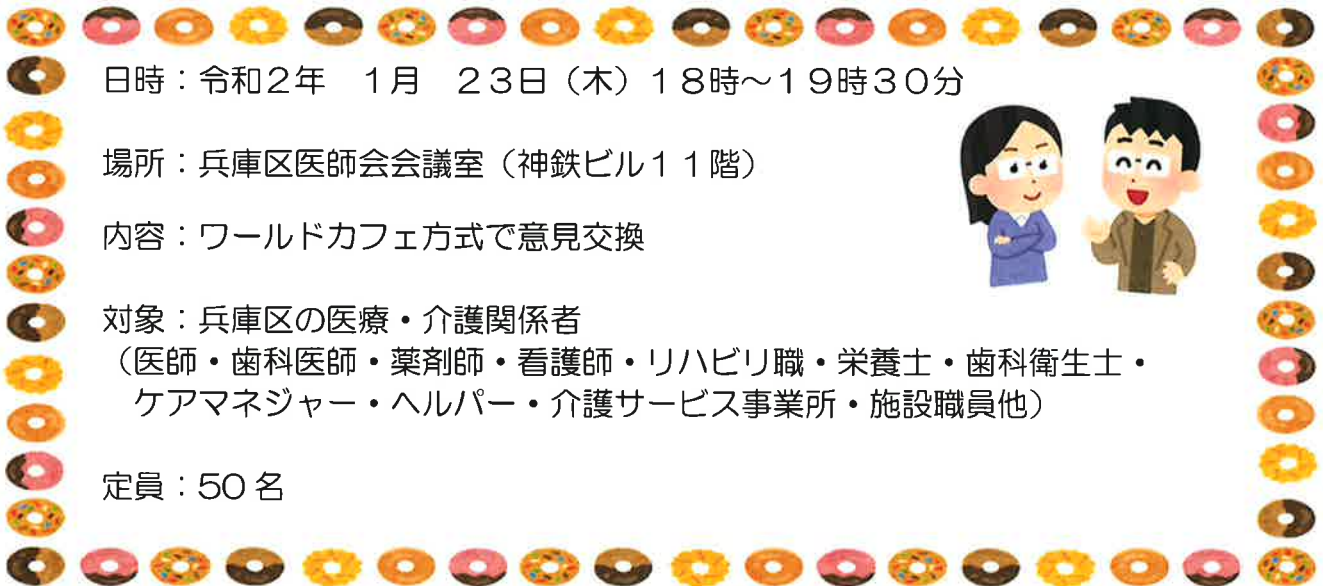 日時：令和2年　1月　23日（木）18時～19時30分
場所：兵庫区医師会会議室（神鉄ビル11階）
内容：ワールドカフェ方式で意見交換
対象：兵庫区の医療・介護関係者
（医師・歯科医師・薬剤師・看護師・リハビリ職・栄養士・歯科衛生士・
ケアマネジャー・ヘルパー・介護サービス事業所・施設職員他）
定員：50名